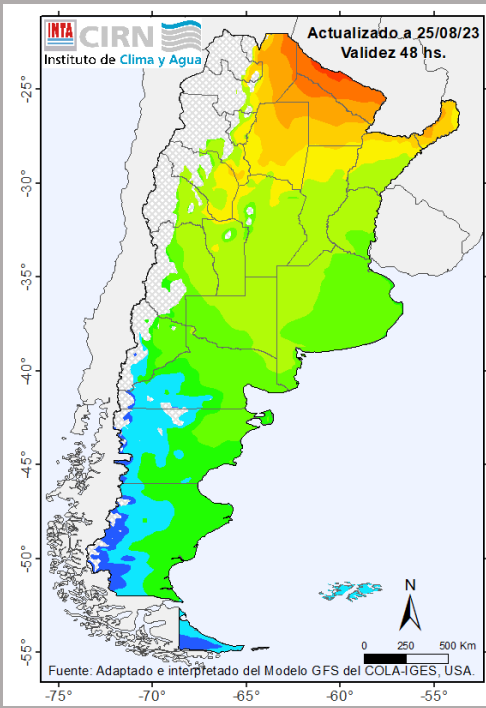 INTA CIRN
Instituto de Clima y Agua
Actualizado a 25/08/23
Validez 48 hs.
-25°
-30°
-35°
-40°
-45°
-50°
-55°
N
0 250 500 Km
Fuente: Adaptado e interpretado del Modelo GFS del COLA-IGES, USA.
-75° -70° -65° -60° -55°